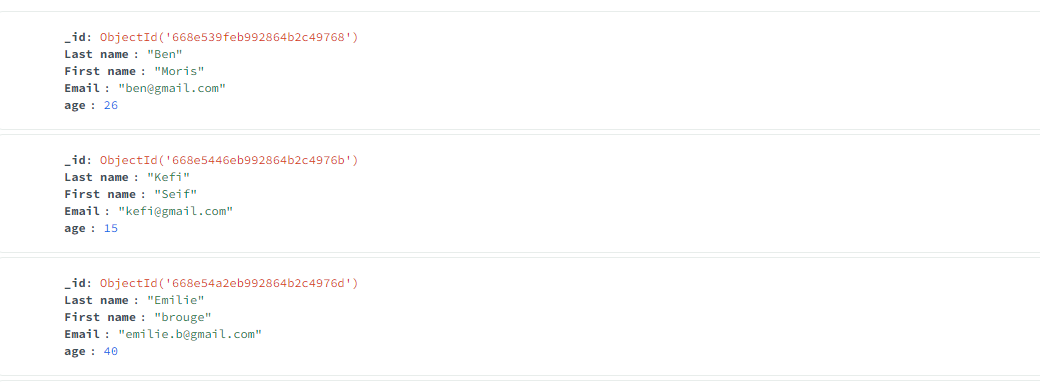 _id: ObjectId('668e539feb992864b2c49768')
Last name : "Ben"
First name : "Moris"
Email : "ben@gmail.com"
age : 26
_id: ObjectId('668e5446eb992864b2c4976b')
Last name : "Kefi"
First name : "Seif"
Email : "kefi@gmail.com"
age : 15
_id: ObjectId('668e54a2eb992864b2c4976d')
Last name : "Emilie"
First name : "brouge"
Email : "emilie.b@gmail.com"
age : 40